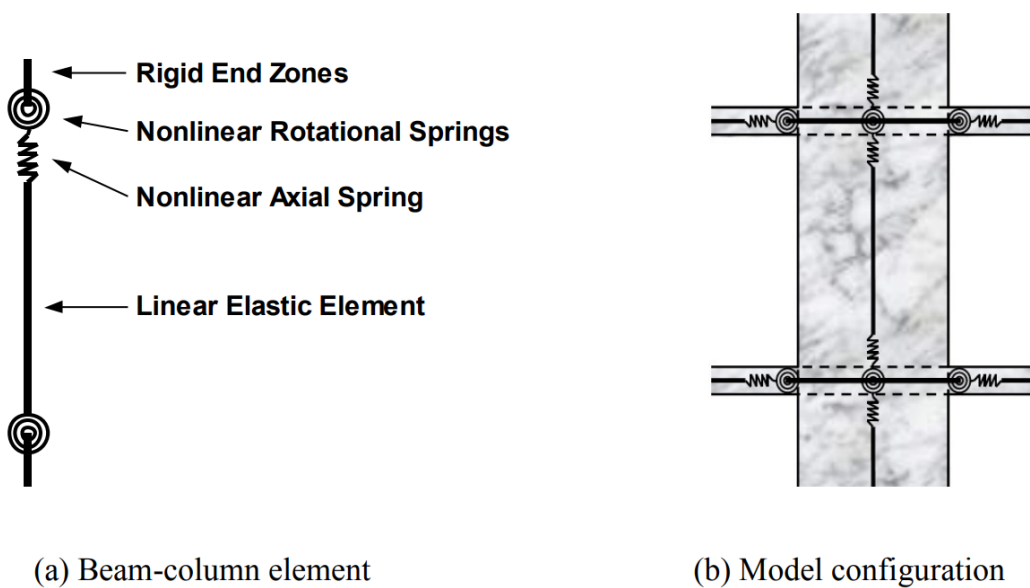 Rigid End Zones
Nonlinear Rotational Springs
Nonlinear Axial Spring
Linear Elastic Element
(a) Beam-column element
(b) Model configuration